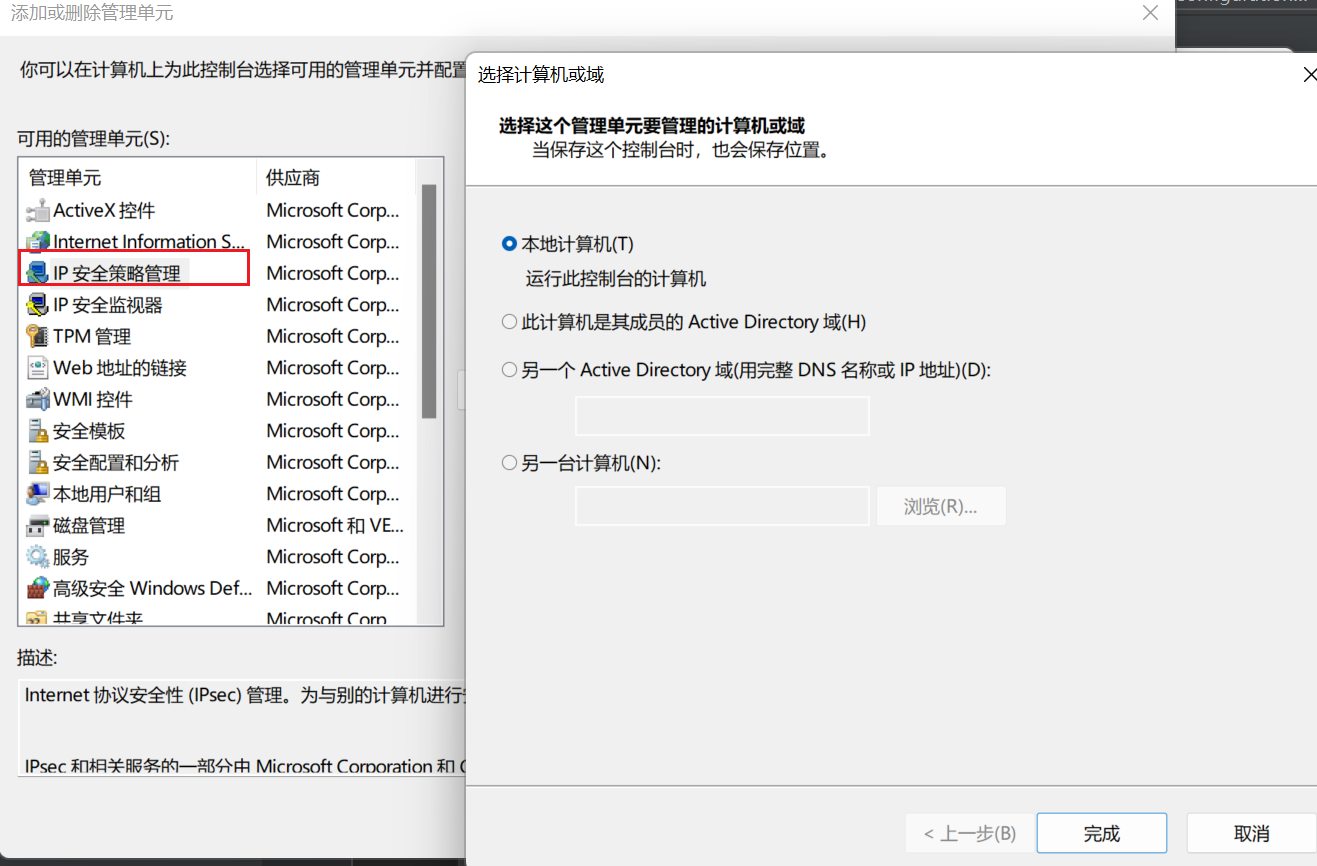 添加或删除管理单元
你可以在计算机上为此控制台选择可用的管理单元并配置
可用的管理单元(S):
管理单元 供应商
ActiveX 控件 Microsoft Corp...
Internet Information S... Microsoft Corp...
IP 安全策略管理 Microsoft Corp...
IP 安全监视器 Microsoft Corp...
TPM 管理 Microsoft Corp...
Web 地址的链接 Microsoft Corp...
WMI 控件 Microsoft Corp...
安全模板 Microsoft Corp...
安全配置和分析 Microsoft Corp...
本地用户和组 Microsoft Corp...
磁盘管理 Microsoft 和 VE...
服务 Microsoft Corp...
高级安全 Windows Def... Microsoft Corp...
共享文件夹 Microsoft Corp
描述:
Internet 协议安全性 (IPsec) 管理。为与别的计算机进行
IPsec 和相关服务的一部分由 Microsoft Corporation 和
选择计算机或域
选择这个管理单元要管理的计算机或域
当保存这个控制台时，也会保存位置。
本地计算机(T)
运行此控制台的计算机
此计算机是其成员的 Active Directory 域(H)
另一个 Active Directory 域(用完整 DNS 名称或 IP 地址)(D):
另一台计算机(N):
浏览(R)...
< 上一步(B)
完成
取消